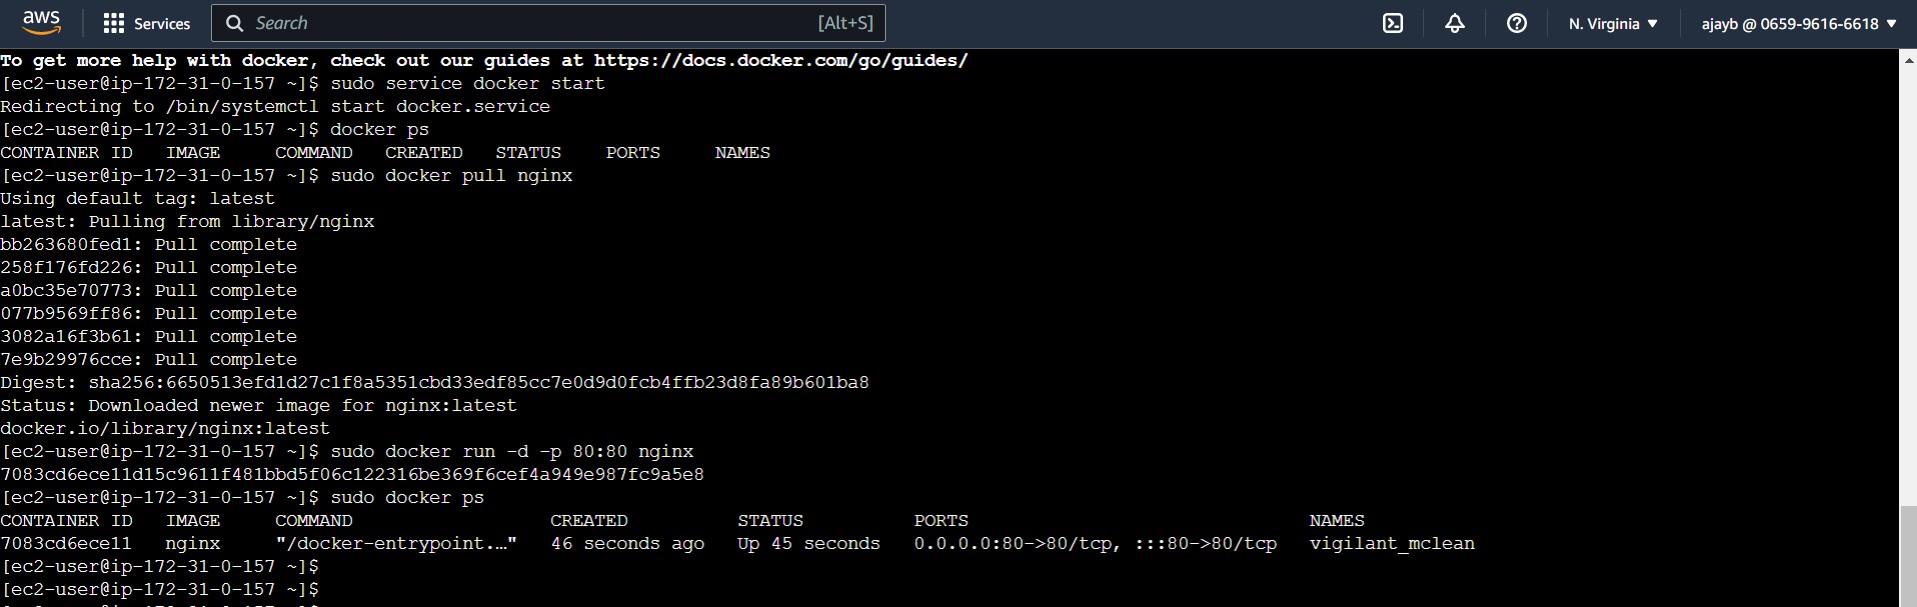 aws Services Search [Alt+S] N. Virginia ajayb @ 0659-9616-6618
To get more help with docker, check out our guides at https://docs.docker.com/go/guides/
[ec2-user@ip-172-31-0-157 ~]$ sudo service docker start
Redirecting to /bin/systemctl start docker.service
[ec2-user@ip-172-31-0-157 ~]$ docker ps
CONTAINER ID IMAGE COMMAND CREATED STATUS PORTS NAMES
[ec2-user@ip-172-31-0-157 ~]$ sudo docker pull nginx
Using default tag: latest
latest: Pulling from library/nginx
bb263680fed1: Pull complete
258f176fd226: Pull complete
a0bc35e70773: Pull complete
077b9569ff86: Pull complete
3082a16f3b61: Pull complete
7e9b29976cce: Pull complete
Digest: sha256:6650513efd1d27c1f8a5351cbd33edf85cc7e0d9d0fcb4ffb23d8fa89b601ba8
Status: Downloaded newer image for nginx:latest
docker.io/library/nginx:latest
[ec2-user@ip-172-31-0-157 ~]$ sudo docker run -d -p 80:80 nginx
7083cd6ece11d15c9611f481bbd5f06c122316be369f6cef4a949e987fc9a5e8
[ec2-user@ip-172-31-0-157 ~]$ sudo docker ps
CONTAINER ID IMAGE COMMAND CREATED STATUS PORTS NAMES
7083cd6ece11 nginx "/docker-entrypoint.…" 46 seconds ago Up 45 seconds 0.0.0.0:80->80/tcp, :::80->80/tcp vigilant_mclean
[ec2-user@ip-172-31-0-157 ~]$
[ec2-user@ip-172-31-0-157 ~]$